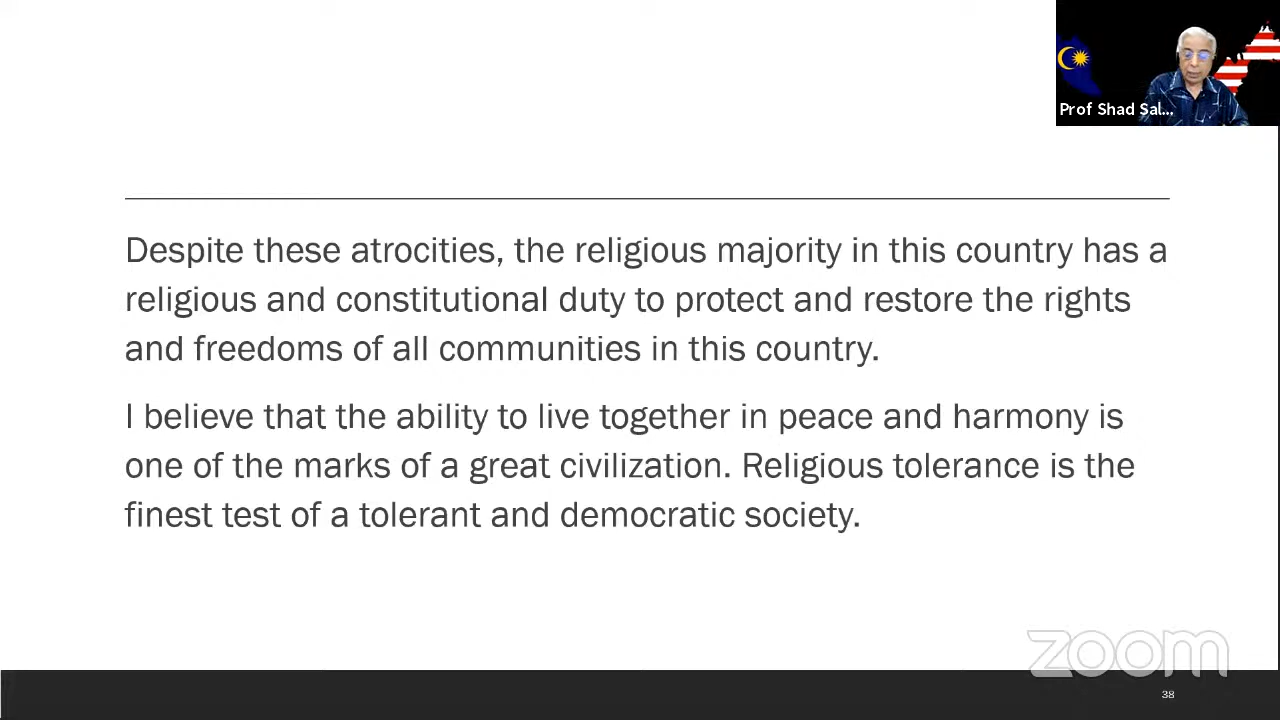 Prof Shad Sal...
Despite these atrocities, the religious majority in this country has a
religious and constitutional duty to protect and restore the rights
and freedoms of all communities in this country.
I believe that the ability to live together in peace and harmony is
one of the marks of a great civilization. Religious tolerance is the
finest test of a tolerant and democratic society.
zoom
38